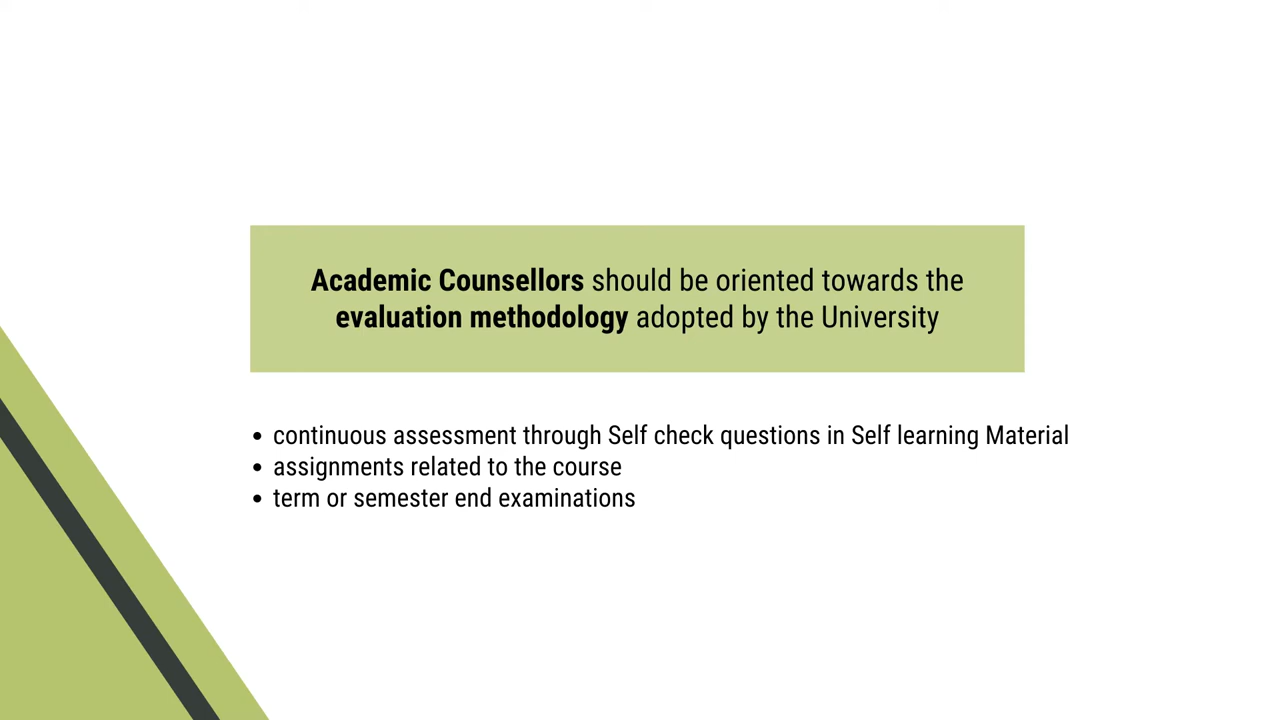 Academic Counsellors should be oriented towards the
evaluation methodology adopted by the University
• continuous assessment through Self check questions in Self learning Material
• assignments related to the course
• term or semester end examinations